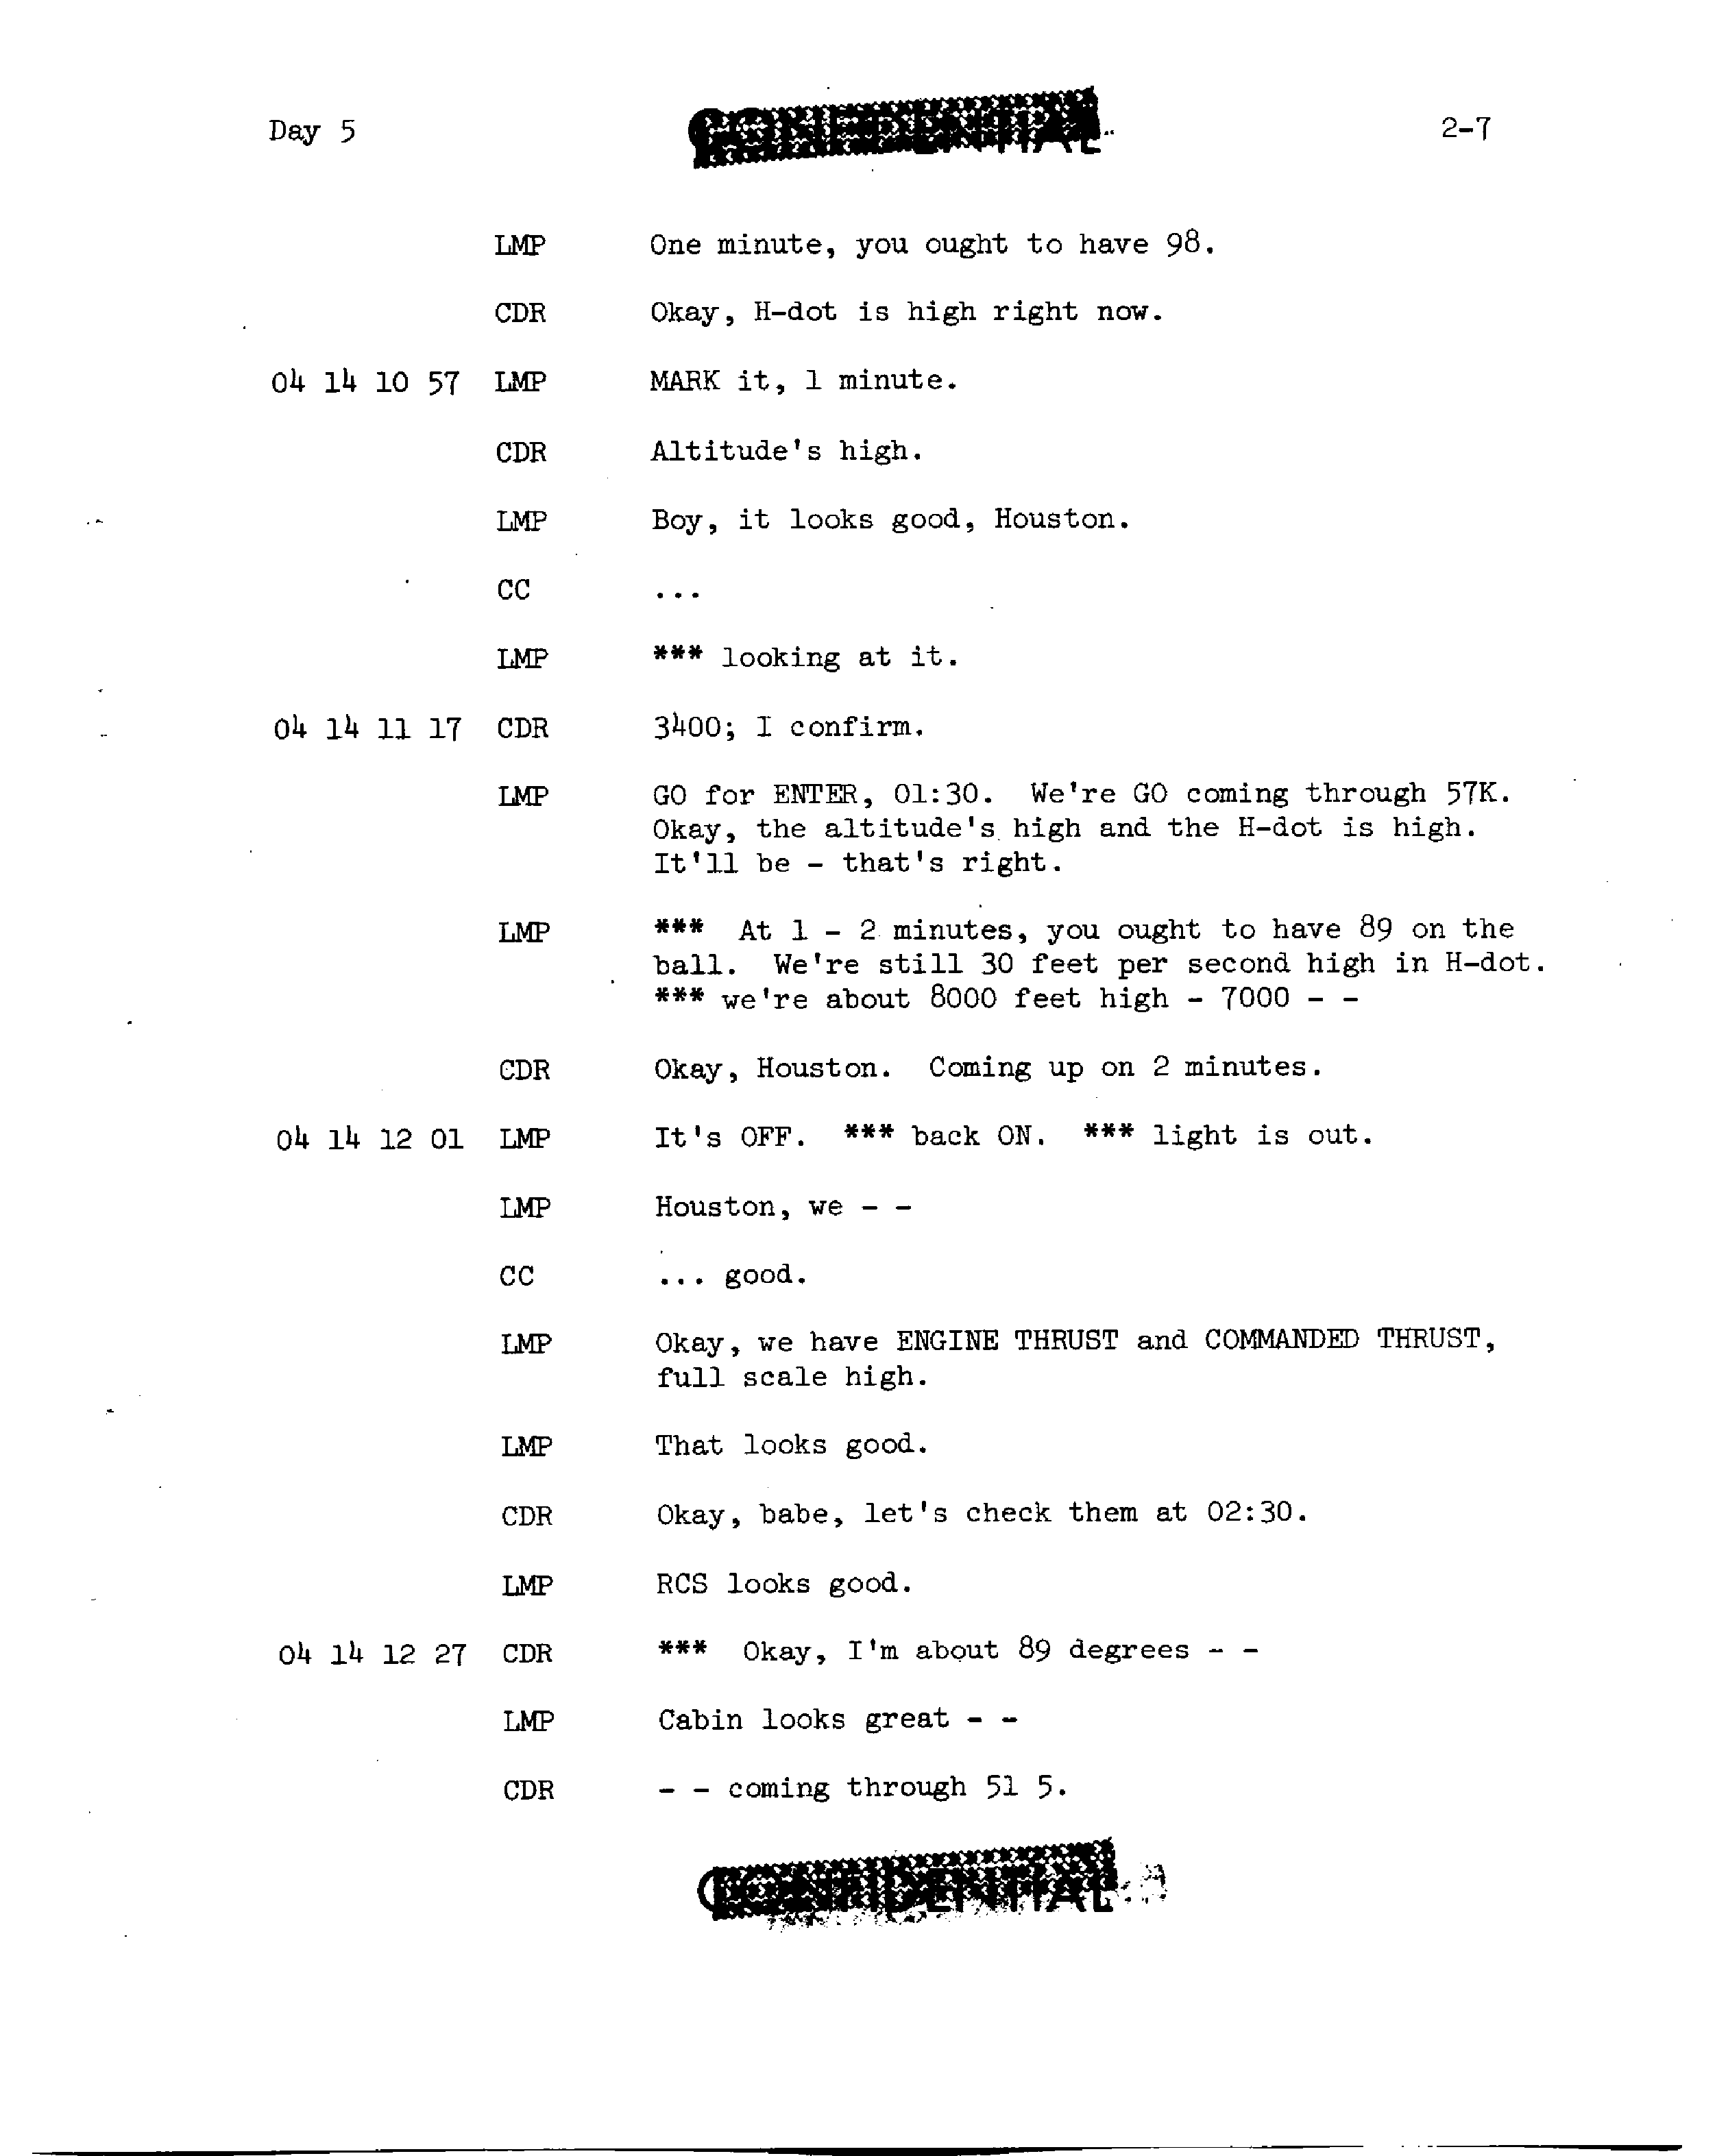 Day 5
CONFIDENTIAL
2-7
LMP One minute, you ought to have 98.
CDR Okay, H-dot is high right now.
04 14 10 57 LMP MARK it, 1 minute.
CDR Altitude's high.
LMP Boy, it looks good, Houston.
CC ...
LMP *** looking at it.
04 14 11 17 CDR 3400; I confirm.
LMP GO for ENTER, 01:30. We're GO coming through 57K.
Okay, the altitude's high and the H-dot is high.
It'll be - that's right.
LMP *** At 1 - 2 minutes, you ought to have 89 on the
ball. We're still 30 feet per second high in H-dot.
*** we're about 8000 feet high - 7000 - -
CDR Okay, Houston. Coming up on 2 minutes.
04 14 12 01 LMP It's OFF. *** back ON. *** light is out.
LMP Houston, we - -
CC ... good.
LMP Okay, we have ENGINE THRUST and COMMANDED THRUST,
full scale high.
LMP That looks good.
CDR Okay, babe, let's check them at 02:30.
LMP RCS looks good.
04 14 12 27 CDR *** Okay, I'm about 89 degrees - -
LMP Cabin looks great - -
CDR - - coming through 51 5.
CONFIDENTIAL